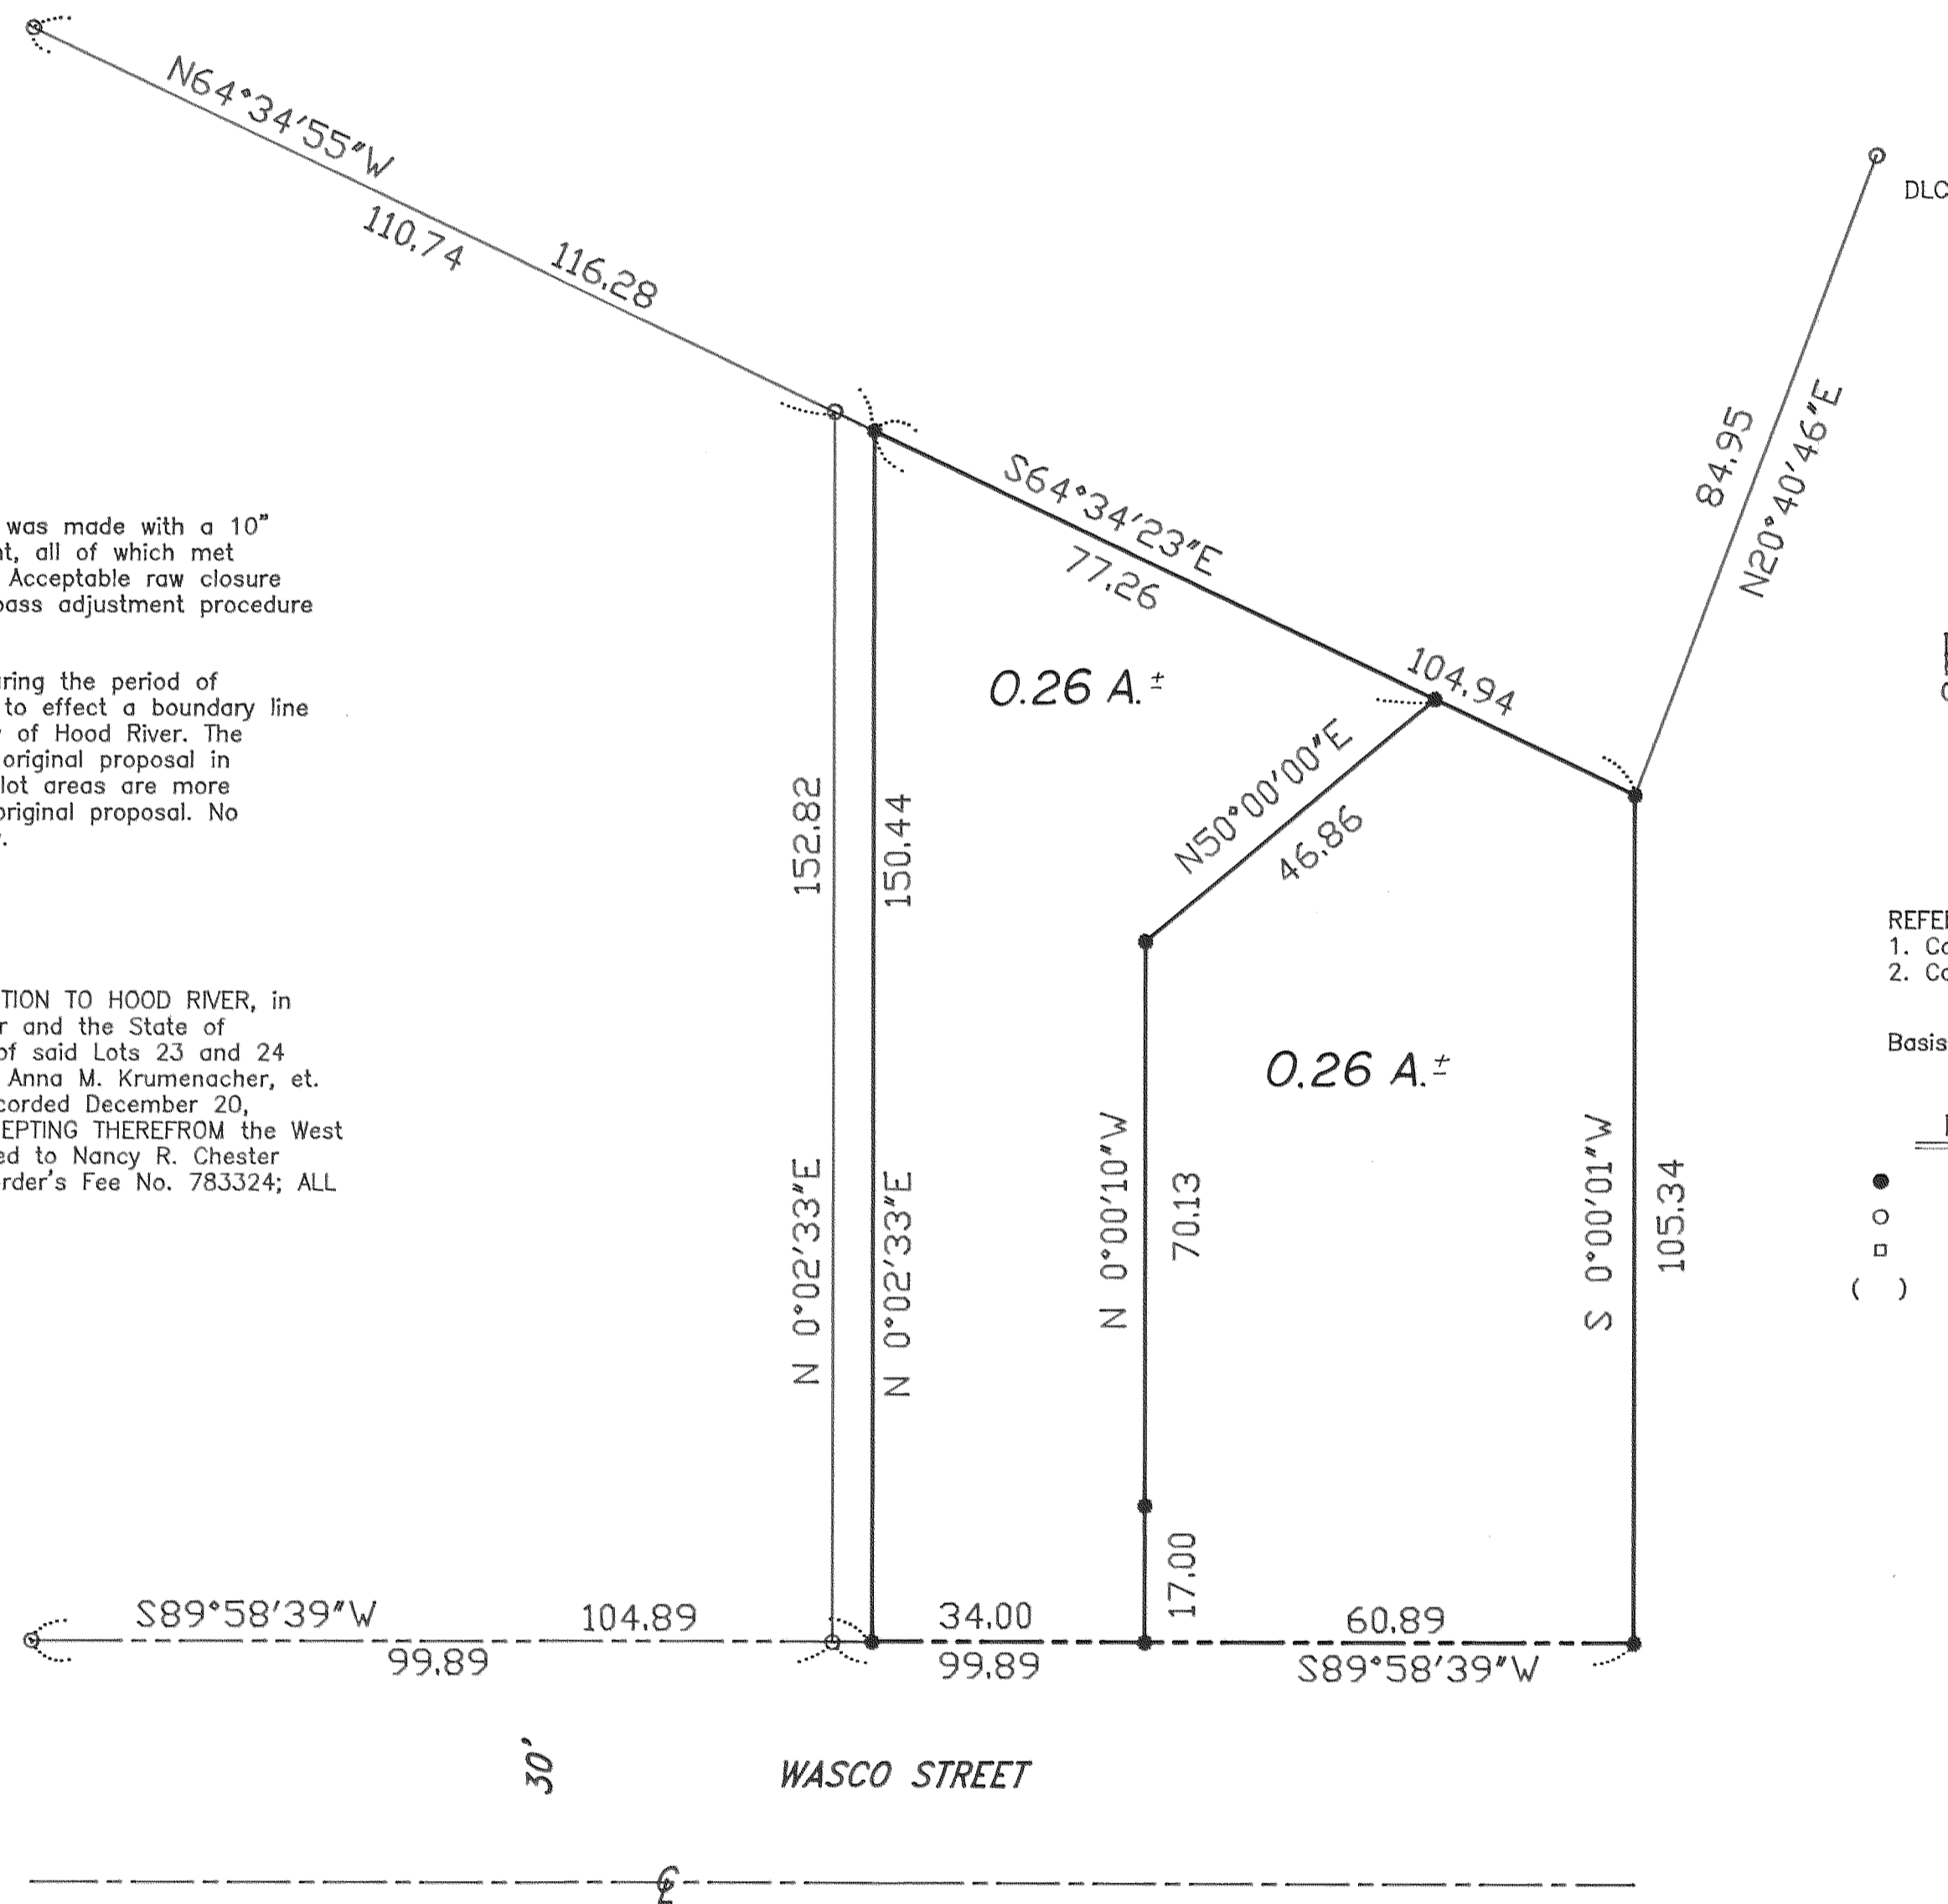 N64°34'55"W
110.74
116.28
DLC
84.95
N20°40'46"E
S64°34'23"E
77.26
104.94
was made with a 10"
t, all of which met
Acceptable raw closure
pass adjustment procedure
0.26 A.±
ring the period of
to effect a boundary line
of Hood River. The
original proposal in
lot areas are more
original proposal. No
152.82
150.44
N50°00'00"E
46.86
REFE
1. Co
2. Co
TION TO HOOD RIVER, in
r and the State of
of said Lots 23 and 24
Anna M. Krumenacher, et.
corded December 20,
EPTING THEREFROM the West
ed to Nancy R. Chester
rder's Fee No. 783324; ALL
Basis
0.26 A.±
N 0°02'33"E
N 0°02'33"E
N 0°00'10"W
70.13
S 0°00'01"W
105.34
( )
17.00
S89°58'39"W
104.89
99.89
34.00
99.89
60.89
S89°58'39"W
30'
WASCO STREET